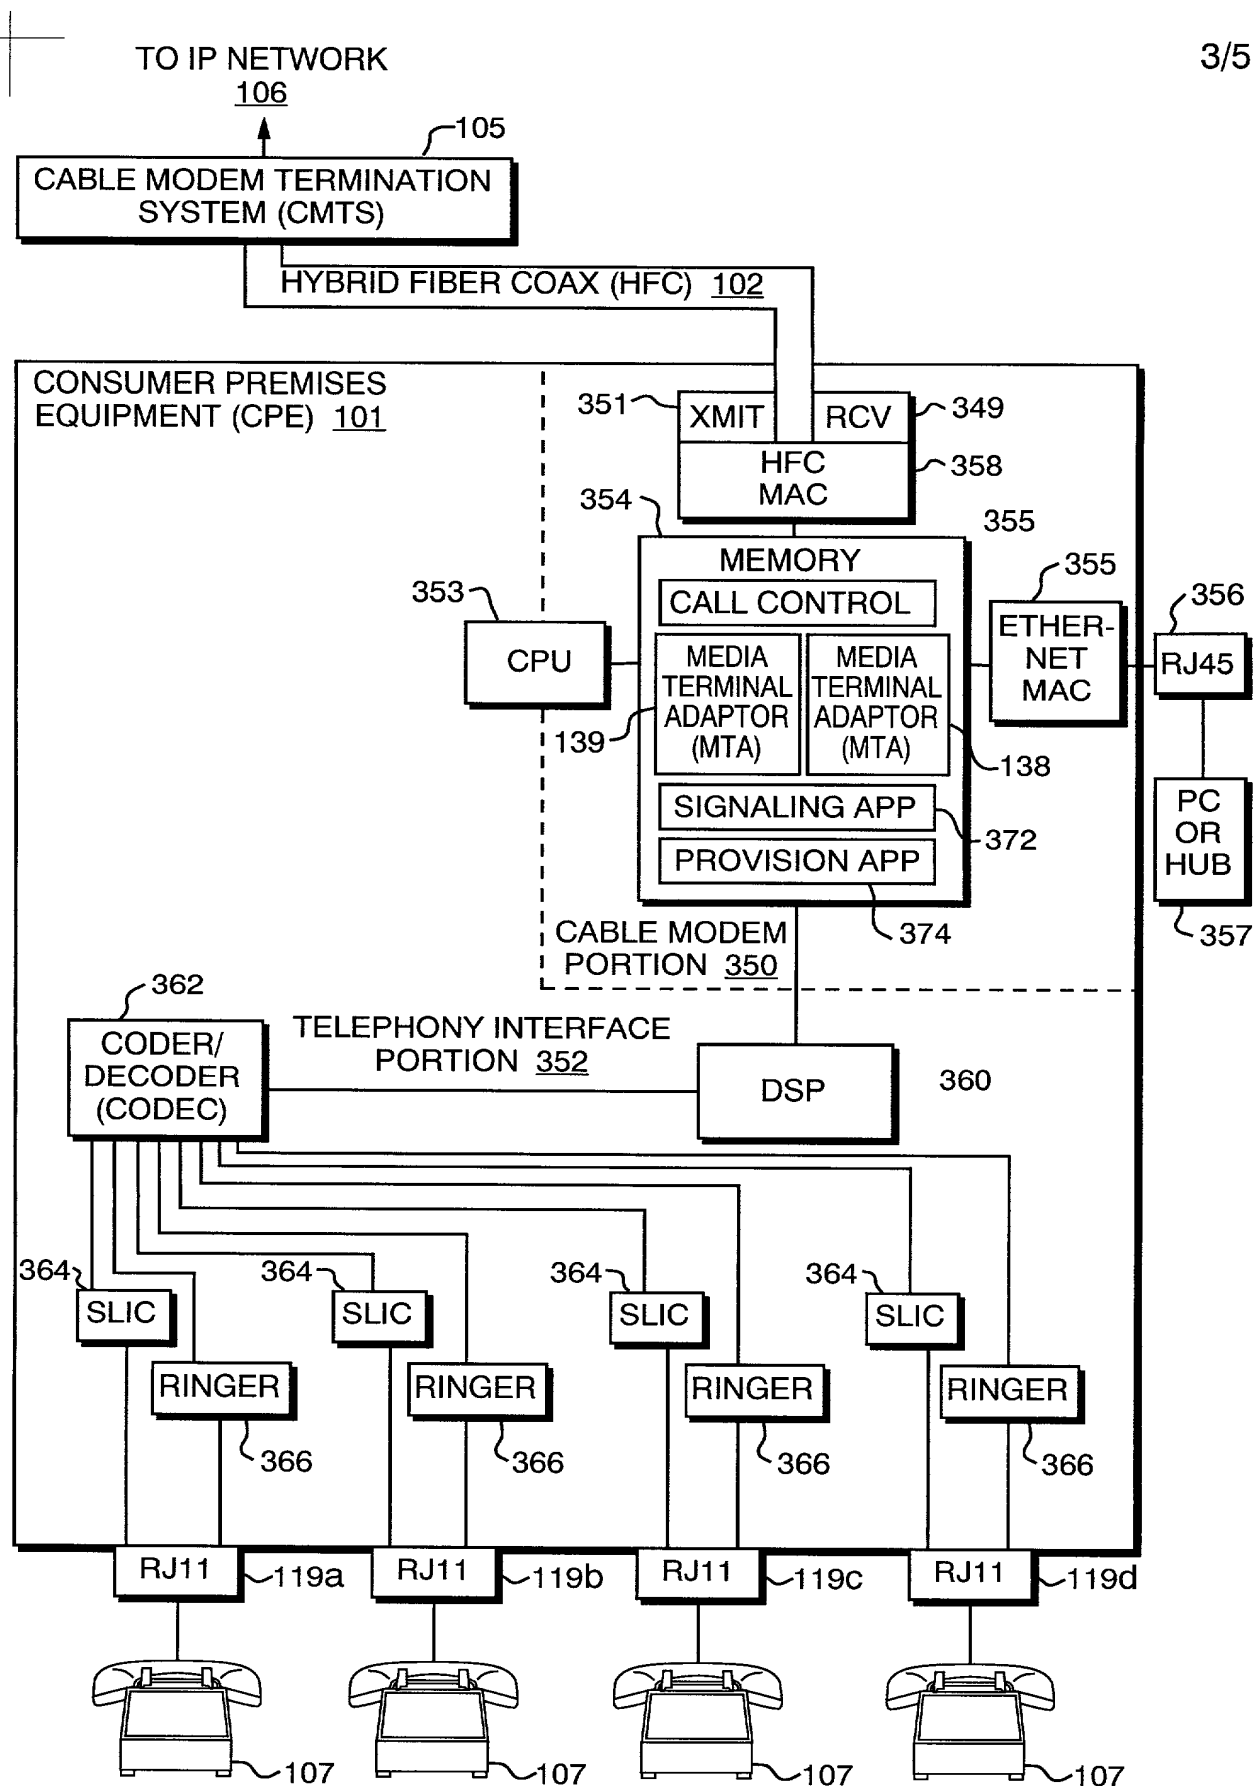 3/5
TO IP NETWORK
106
105
CABLE MODEM TERMINATION
SYSTEM (CMTS)
HYBRID FIBER COAX (HFC) 102
CONSUMER PREMISES
EQUIPMENT (CPE) 101
351
XMIT
RCV
349
HFC
MAC
358
354
355
MEMORY
CALL CONTROL
353
CPU
MEDIA
TERMINAL
ADAPTOR
(MTA)
139
MEDIA
TERMINAL
ADAPTOR
(MTA)
138
355
ETHER-
NET
MAC
356
RJ45
PC
OR
HUB
357
SIGNALING APP
372
PROVISION APP
374
CABLE MODEM
PORTION 350
362
CODER/
DECODER
(CODEC)
TELEPHONY INTERFACE
PORTION 352
DSP
360
364
SLIC
364
SLIC
364
SLIC
364
SLIC
RINGER
366
RINGER
366
RINGER
366
RINGER
366
RJ11
119a
RJ11
119b
RJ11
119c
RJ11
119d
107
107
107
107